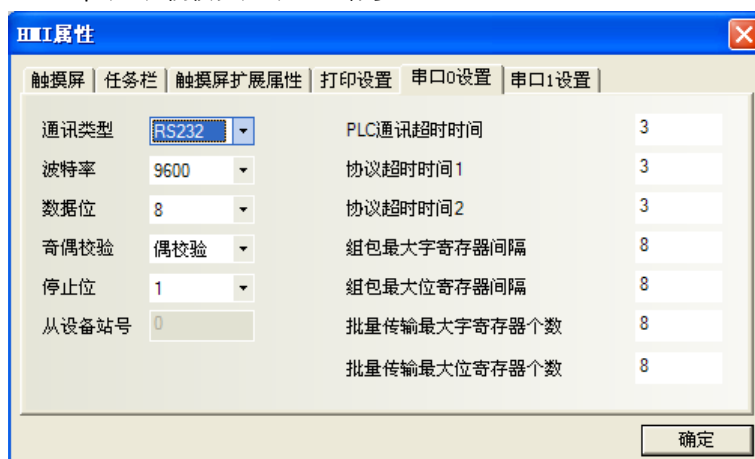 HMI属性
触摸屏 任务栏 触摸屏扩展属性 打印设置 串口0设置 串口1设置
通讯类型 RS232 PLC通讯超时时间 3
波特率 9600 协议超时时间1 3
数据位 8 协议超时时间2 3
奇偶校验 偶校验 组包最大字寄存器间隔 8
停止位 1 组包最大位寄存器间隔 8
从设备站号 0 批量传输最大字寄存器个数 8
批量传输最大位寄存器个数 8
确定